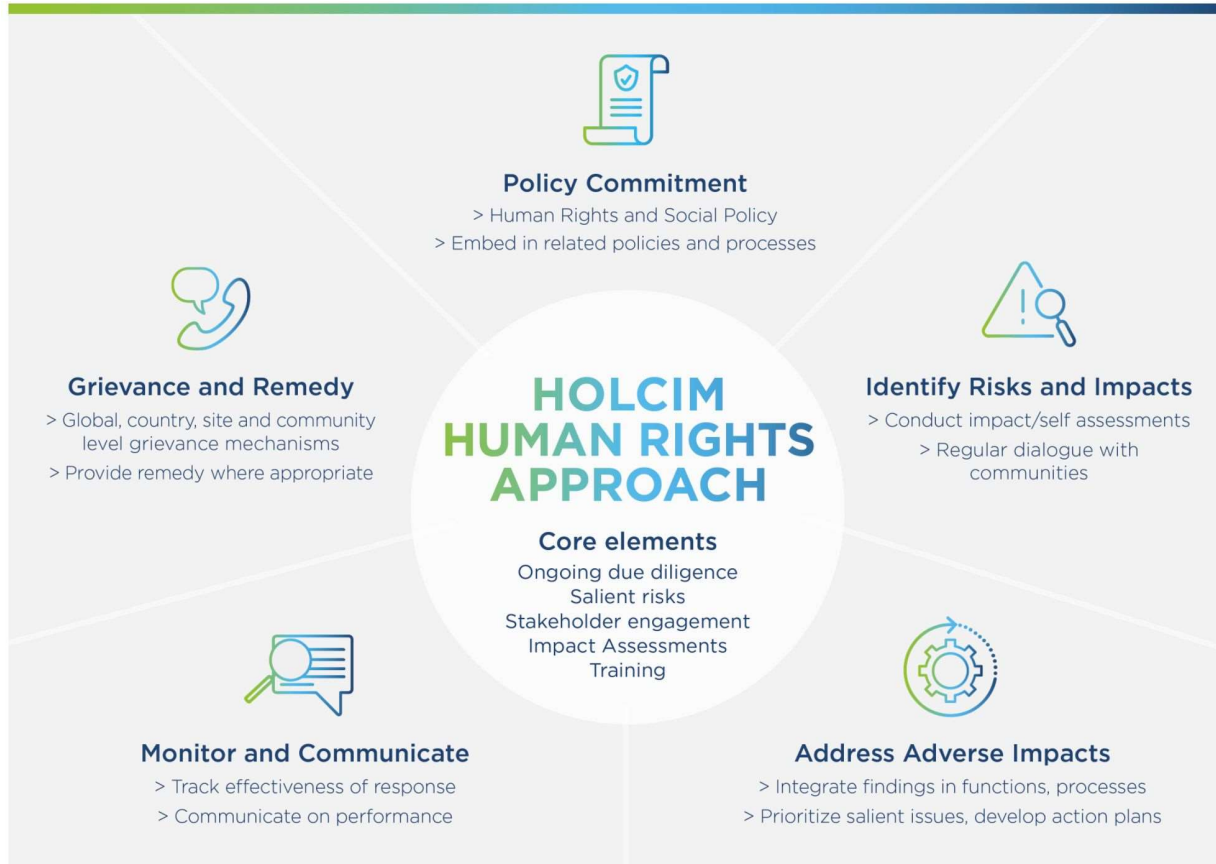 Policy Commitment
> Human Rights and Social Policy
> Embed in related policies and processes
Grievance and Remedy
> Global, country, site and community
level grievance mechanisms
> Provide remedy where appropriate
HOLCIM
HUMAN RIGHTS
APPROACH
Core elements
Ongoing due diligence
Salient risks
Stakeholder engagement
Impact Assessments
Training
Identify Risks and Impacts
> Conduct impact/self assessments
> Regular dialogue with
communities
Monitor and Communicate
> Track effectiveness of response
> Communicate on performance
Address Adverse Impacts
> Integrate findings in functions, processes
> Prioritize salient issues, develop action plans